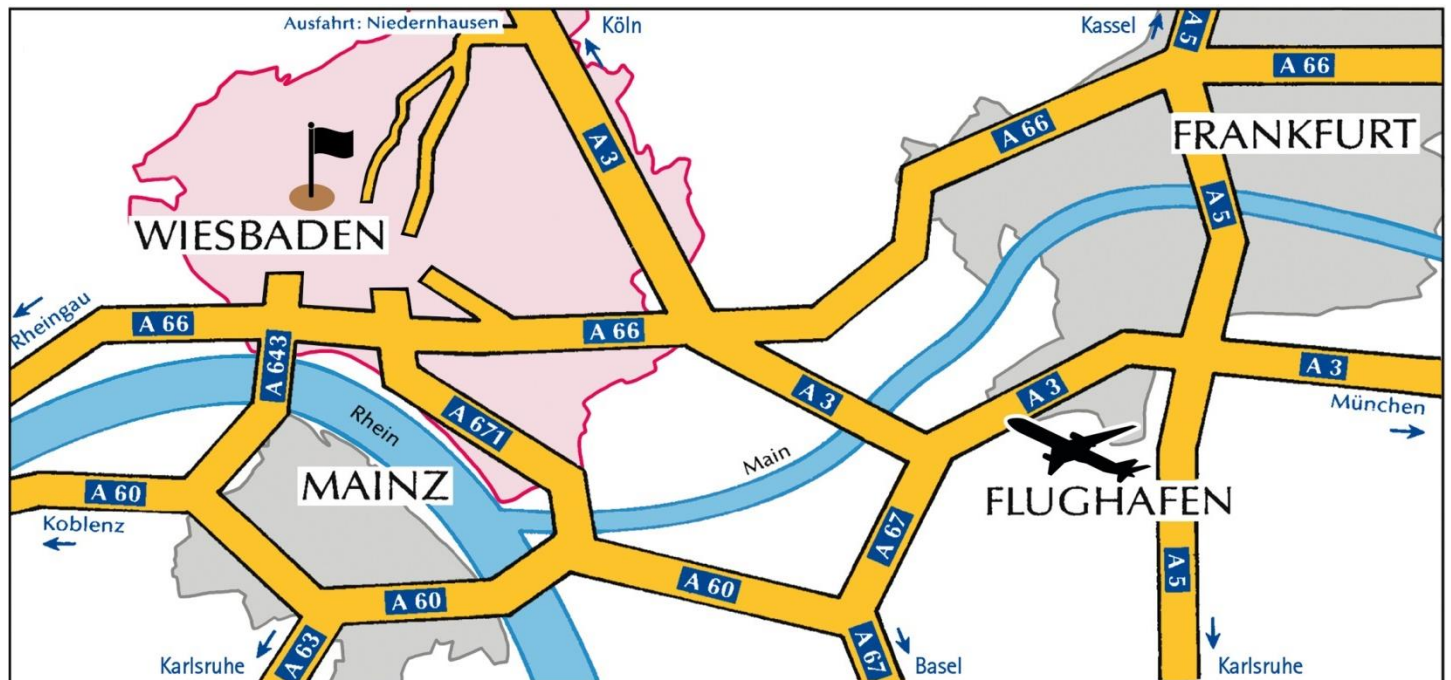 Ausfahrt: Niedernhausen
Köln
Kassel
A 5
A 66
A 66
FRANKFURT
A 3
A 5
WIESBADEN
Rheingau
A 66
A 66
A 643
A 3
A 3
A 3
München
Rhein
A 671
Main
MAINZ
FLUGHAFEN
A 60
Koblenz
A 67
A 5
A 60
A 60
Karlsruhe
A 63
A 67
Basel
Karlsruhe